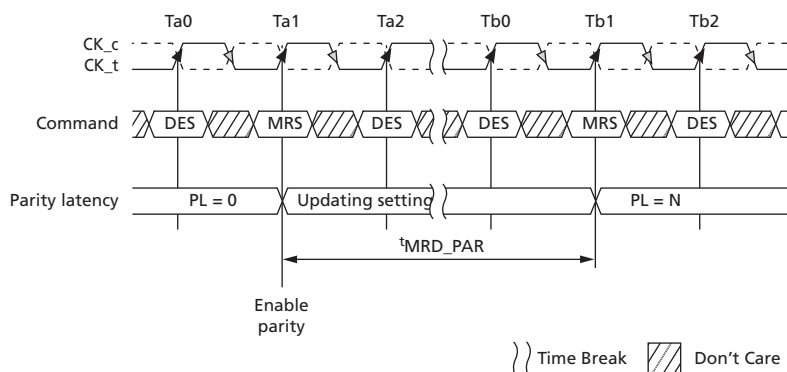 Ta0 Ta1 Ta2 Tb0 Tb1 Tb2
CK_c
CK_t
Command DES MRS DES DES MRS DES
Parity latency PL = 0 Updating setting PL = N
tMRD_PAR
Enable
parity
Time Break Don't Care